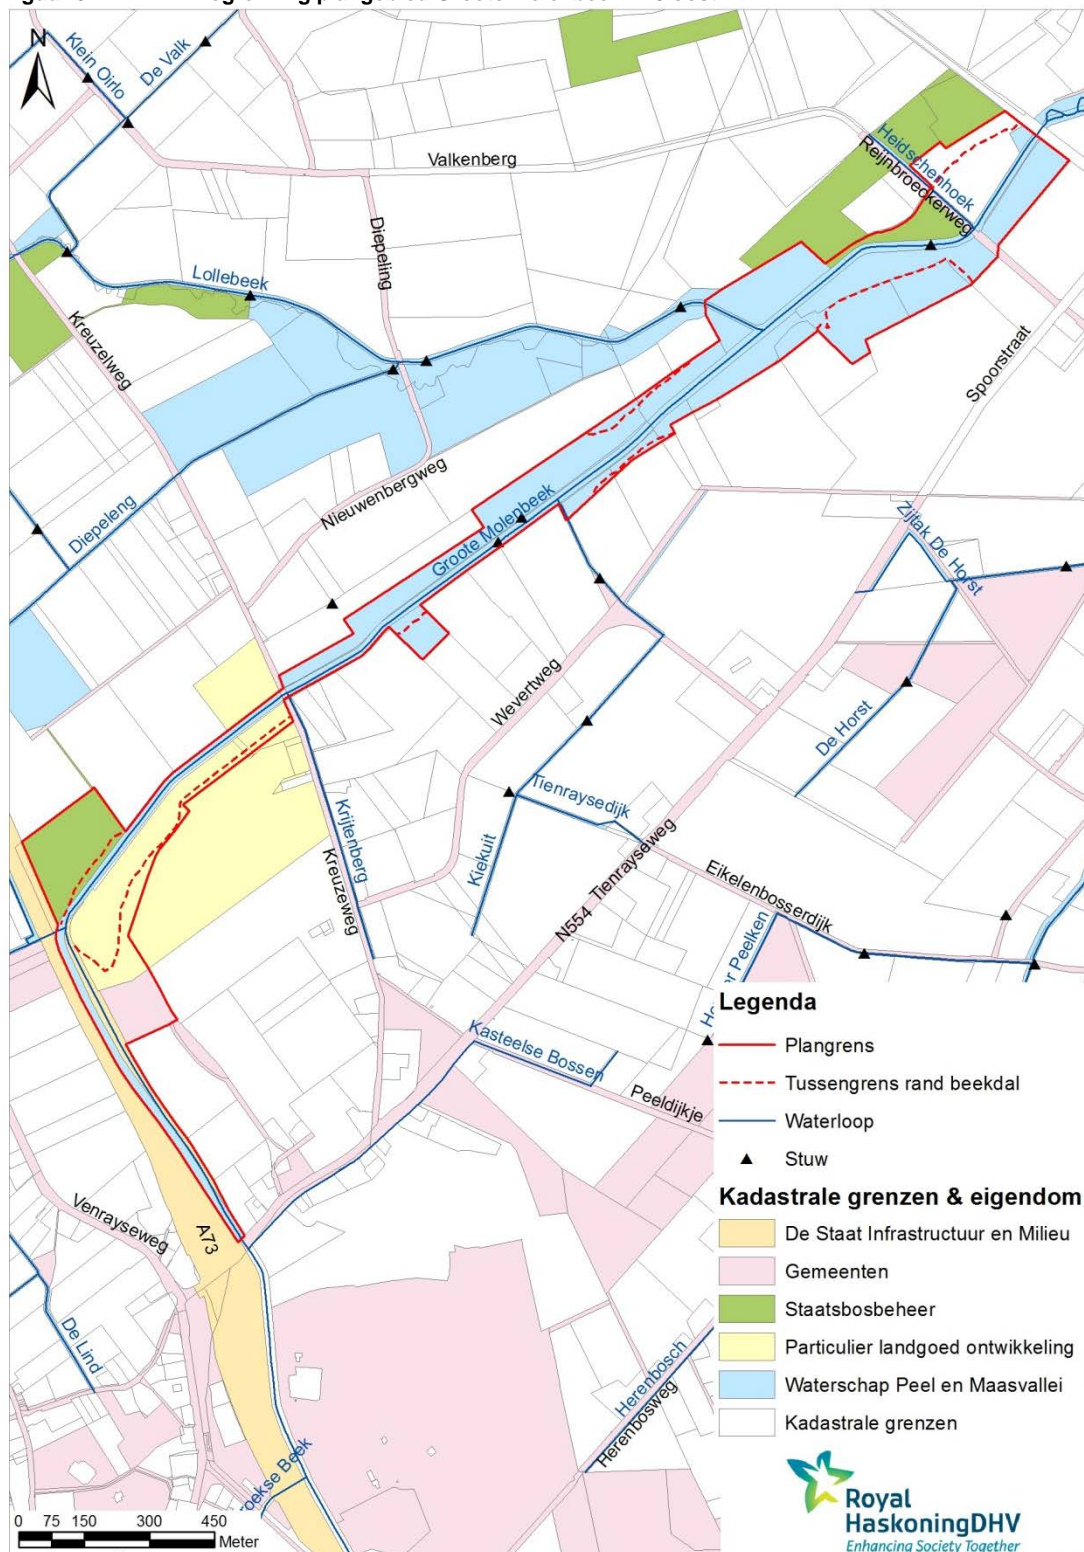 N
Klein Oirlo
De Valk
Valkenberg
Heidschenhoek
Reijnbroeckerweg
Diepeling
Lollebeek
Kreuzelweg
Spoorstraat
Nieuwenbergweg
Diepeleng
Groote Molenbeek
Zijtak De Horst
Wevertweg
De Horst
Tienraysedijk
Krijtenberg
Kreuzeweg
Kiekuit
N554 Tienrayseweg
Eikelenbosserdijk
er Peelken
Kasteelse Bossen
Peeldijkje
Venrayseweg
A73
De Lind
Herenbosch
Herenbosweg
oekse Beek
Legenda
Plangrens
Tussengrens rand beekdal
Waterloop
Stuw
Kadastrale grenzen & eigendom
De Staat Infrastructuur en Milieu
Gemeenten
Staatsbosbeheer
Particulier landgoed ontwikkeling
Waterschap Peel en Maasvallei
Kadastrale grenzen
0 75 150 300 450
Meter
Royal
HaskoningDHV
Enhancing Society Together